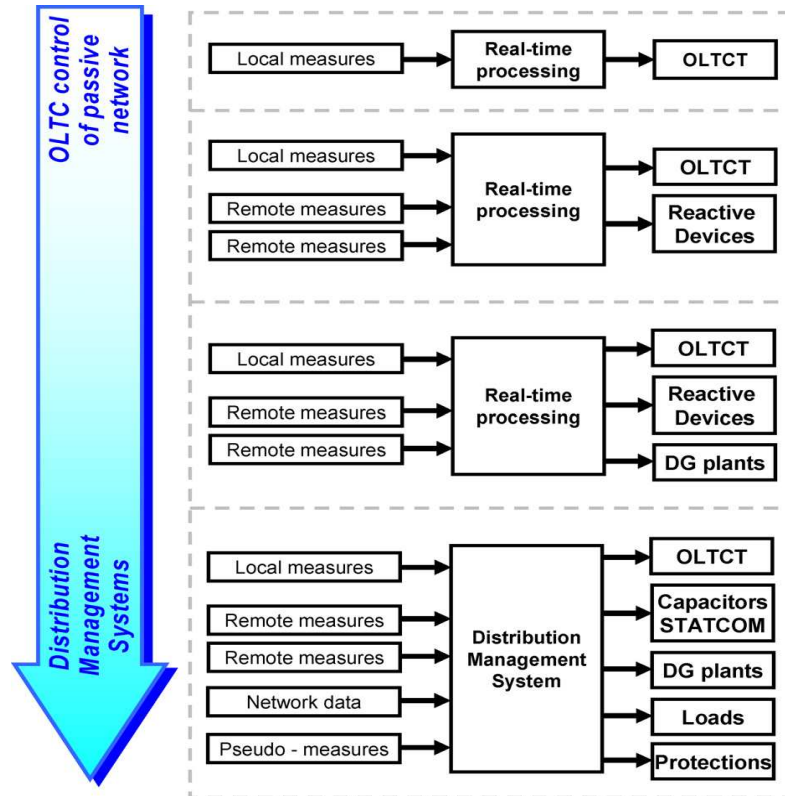 OLTC control
of passive
network
Distribution
Management
Systems
Local measures
Real-time
processing
OLTCT
Local measures
Remote measures
Remote measures
Real-time
processing
OLTCT
Reactive
Devices
Local measures
Remote measures
Remote measures
Real-time
processing
OLTCT
Reactive
Devices
DG plants
Local measures
Remote measures
Remote measures
Network data
Pseudo - measures
Distribution
Management
System
OLTCT
Capacitors
STATCOM
DG plants
Loads
Protections